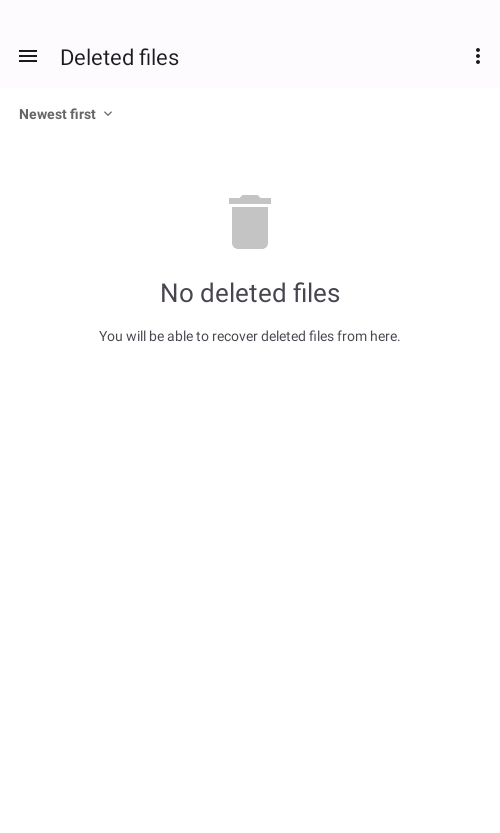 Deleted files
Newest first
No deleted files
You will be able to recover deleted files from here.